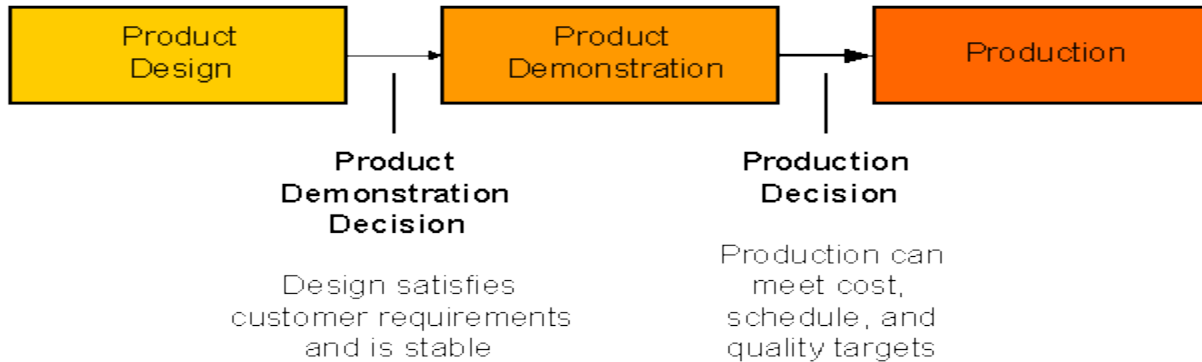 Product
Design
Product
Demonstration
Production
Product
Demonstration
Decision
Design satisfies
customer requirements
and is stable
Production
Decision
Production can
meet cost,
schedule, and
quality targets